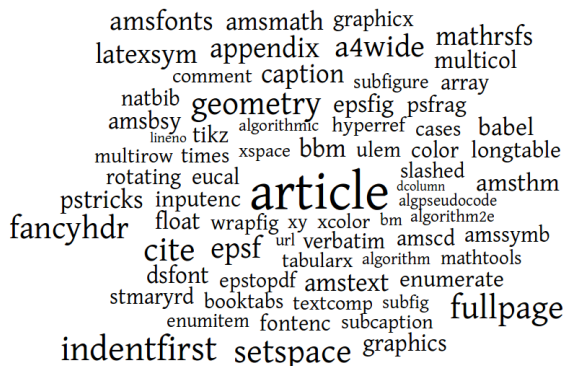 amsfonts amsmath graphicx
latexsym appendix a4wide mathrsfs
comment caption subfigure array multicol
natbib geometry epsfig psfrag
amsbsy lineno tikz algorithmic hyperref cases babel
multirow times xspace bbm ulem color longtable
rotating eucal article slashed
pstricks inputenc dcolumn algpseudocode amsthm
fancyhdr float wrapfig xy xcolor bm algorithm2e
cite epsf url verbatim amscd amssymb
tabularx algorithm mathtools
dsfont epstopdf amstext enumerate
stmaryrd booktabs textcomp subfig fullpage
enumitem fontenc subcaption
indentfirst setspace graphics